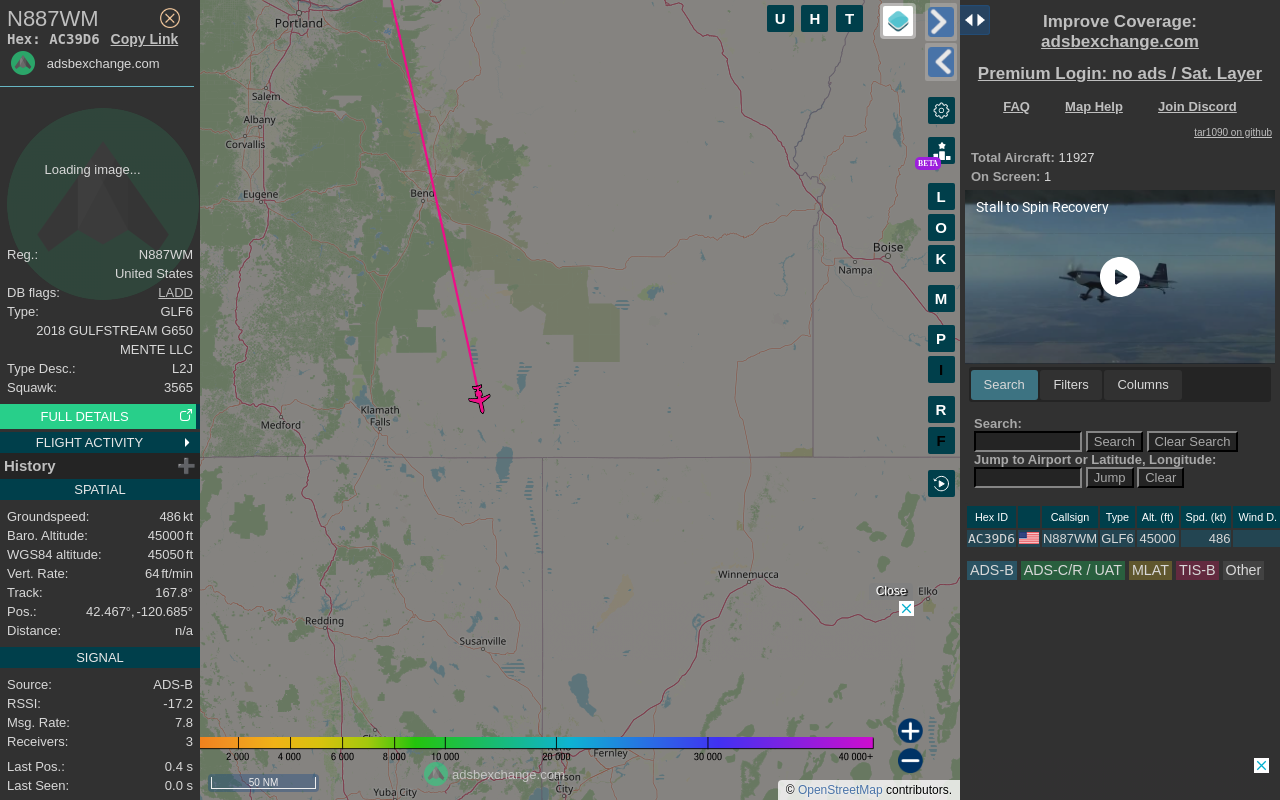 N887WM
Hex: AC39D6 Copy Link
adsbexchange.com
Loading image...
Reg.: N887WM
United States
DB flags: LADD
Type: GLF6
2018 GULFSTREAM G650
MENTE LLC
Type Desc.: L2J
Squawk: 3565
FULL DETAILS
FLIGHT ACTIVITY
History
SPATIAL
Groundspeed: 486 kt
Baro. Altitude: 45000 ft
WGS84 altitude: 45050 ft
Vert. Rate: 64 ft/min
Track: 167.8°
Pos.: 42.467°, -120.685°
Distance: n/a
SIGNAL
Source: ADS-B
RSSI: -17.2
Msg. Rate: 7.8
Receivers: 3
Last Pos.: 0.4 s
Last Seen: 0.0 s
Portland
Salem
Albany
Corvallis
Eugene
Bend
Boise
Nampa
Klamath
Falls
Medford
Winnemucca
Elko
Redding
Susanville
Fernley
Carson
City
Yuba City
U H T
BETA
L
O
K
M
P
I
R
F
Close
2 000 4 000 6 000 8 000 10 000 20 000 30 000 40 000+
50 NM
adsbexchange.com
© OpenStreetMap contributors.
Improve Coverage:
adsbexchange.com
Premium Login: no ads / Sat. Layer
FAQ Map Help Join Discord
tar1090 on github
Total Aircraft: 11927
On Screen: 1
Stall to Spin Recovery
Search Filters Columns
Search:
Search Clear Search
Jump to Airport or Latitude, Longitude:
Jump Clear
Hex ID Callsign Type Alt. (ft) Spd. (kt) Wind D.
AC39D6 N887WM GLF6 45000 486
ADS-B ADS-C/R / UAT MLAT TIS-B Other